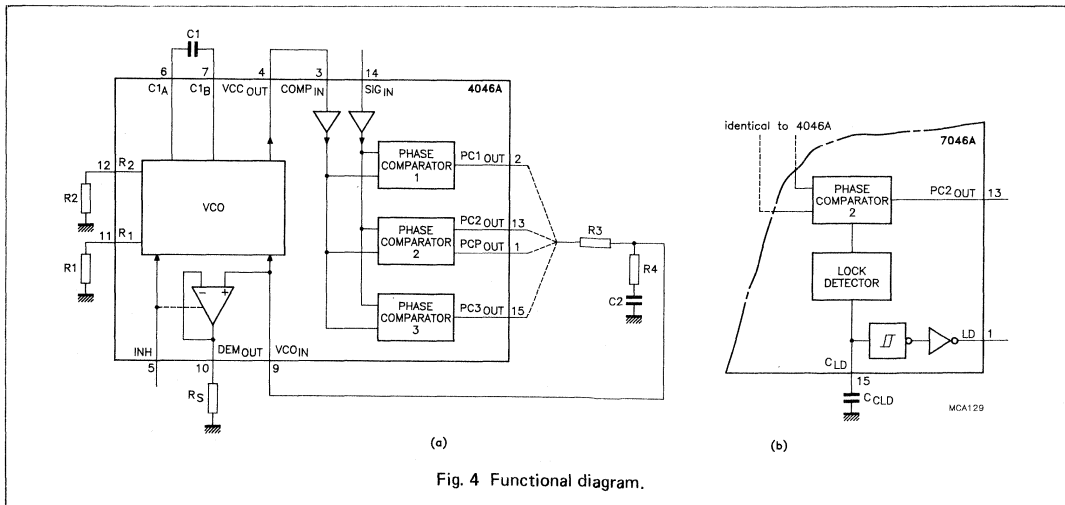 C1
6
7
4
3
14
C1A
C1B
VCC OUT
COMP IN
SIG IN
4046A
PHASE
COMPARATOR
1
PC1 OUT
2
12
R2
R2
VCO
11
R1
R1
PHASE
COMPARATOR
2
PC2 OUT
13
PCP OUT
1
R3
R4
C2
PHASE
COMPARATOR
3
PC3 OUT
15
−
+
INH
DEM OUT
VCO IN
5
10
9
RS
(a)
identical to 4046A
7046A
PHASE
COMPARATOR
2
PC2 OUT
13
LOCK
DETECTOR
LD
1
CLD
15
CCLD
MCA129
(b)
Fig. 4 Functional diagram.